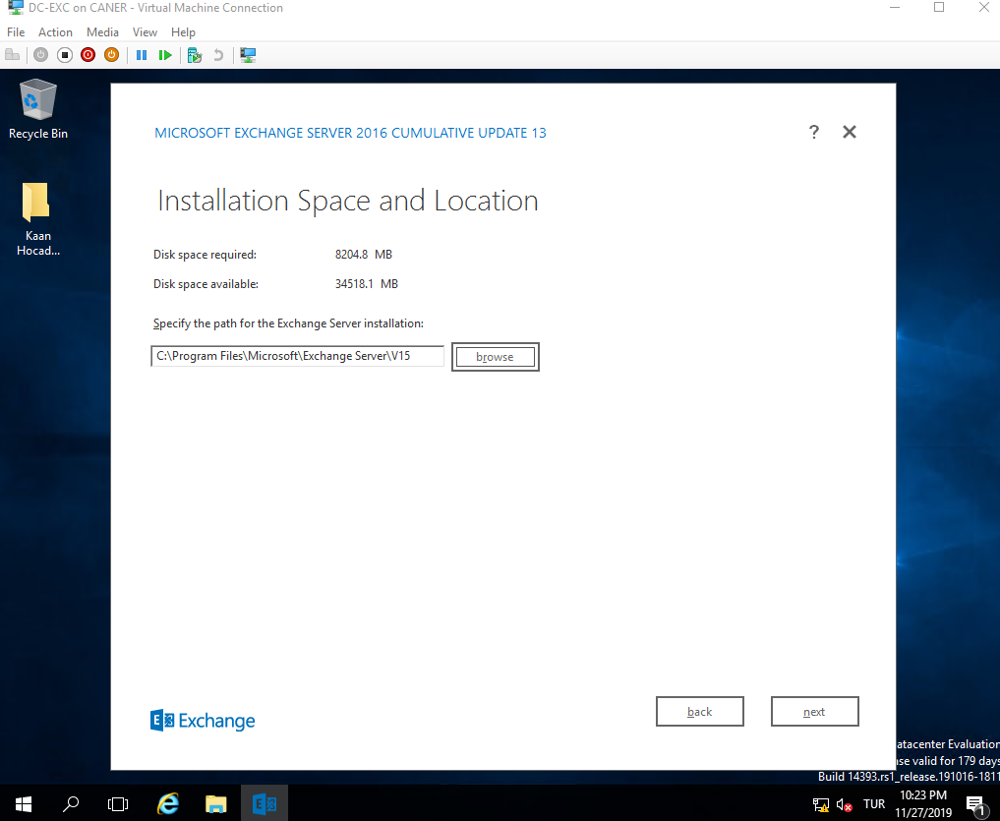 DC-EXC on CANER - Virtual Machine Connection
File Action Media View Help
Recycle Bin
Kaan
Hocad...
MICROSOFT EXCHANGE SERVER 2016 CUMULATIVE UPDATE 13
?
Installation Space and Location
Disk space required: 8204.8 MB
Disk space available: 34518.1 MB
Specify the path for the Exchange Server installation:
C:\Program Files\Microsoft\Exchange Server\V15 browse
back next
Exchange
atacenter Evaluation
se valid for 179 days
Build 14393.rs1_release.191016-1811
TUR
10:23 PM
11/27/2019
1